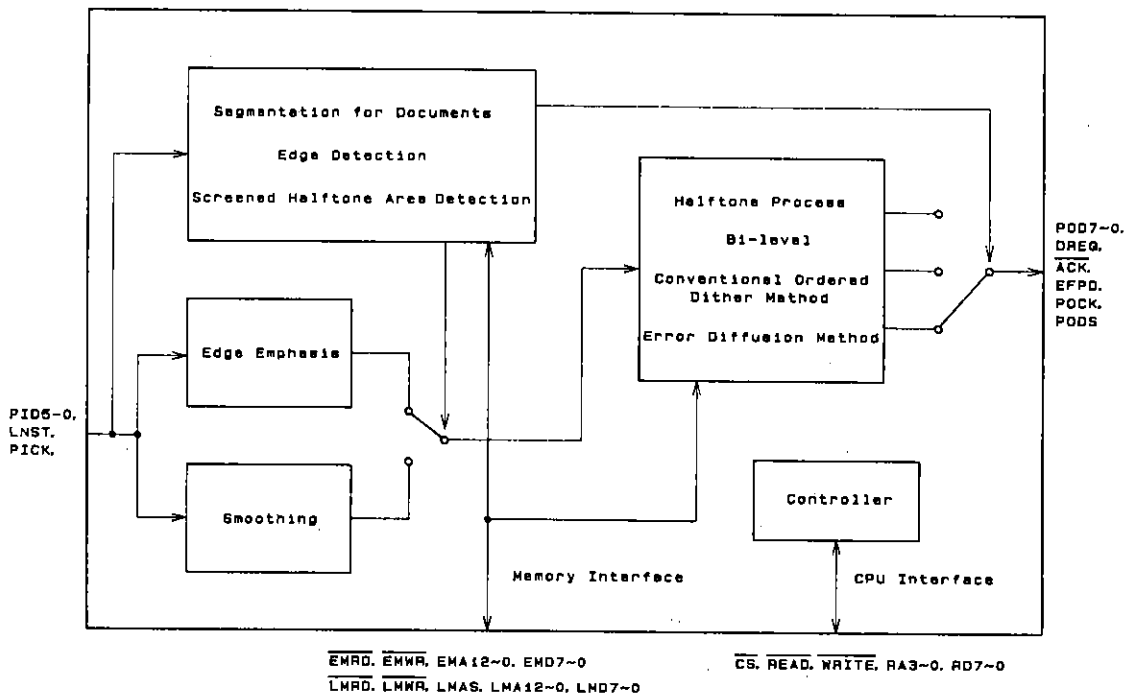 Segmentation for Documents
Edge Detection
Screened Halftone Area Detection
Halftone Process
Bi-level
Conventional Ordered
Dither Method
Error Diffusion Method
POD7~0,
DREQ,
ACK,
EFPD,
POCK,
PODS
Edge Emphasis
PID5-0,
LNST,
PICK,
Smoothing
Controller
Memory Interface
CPU Interface
EMRD, EMWR, EMA12~0, EMD7~0
LMRD, LMWR, LMAS, LMA12~0, LMD7~0
CS, READ, WRITE, RA3~0, RD7~0